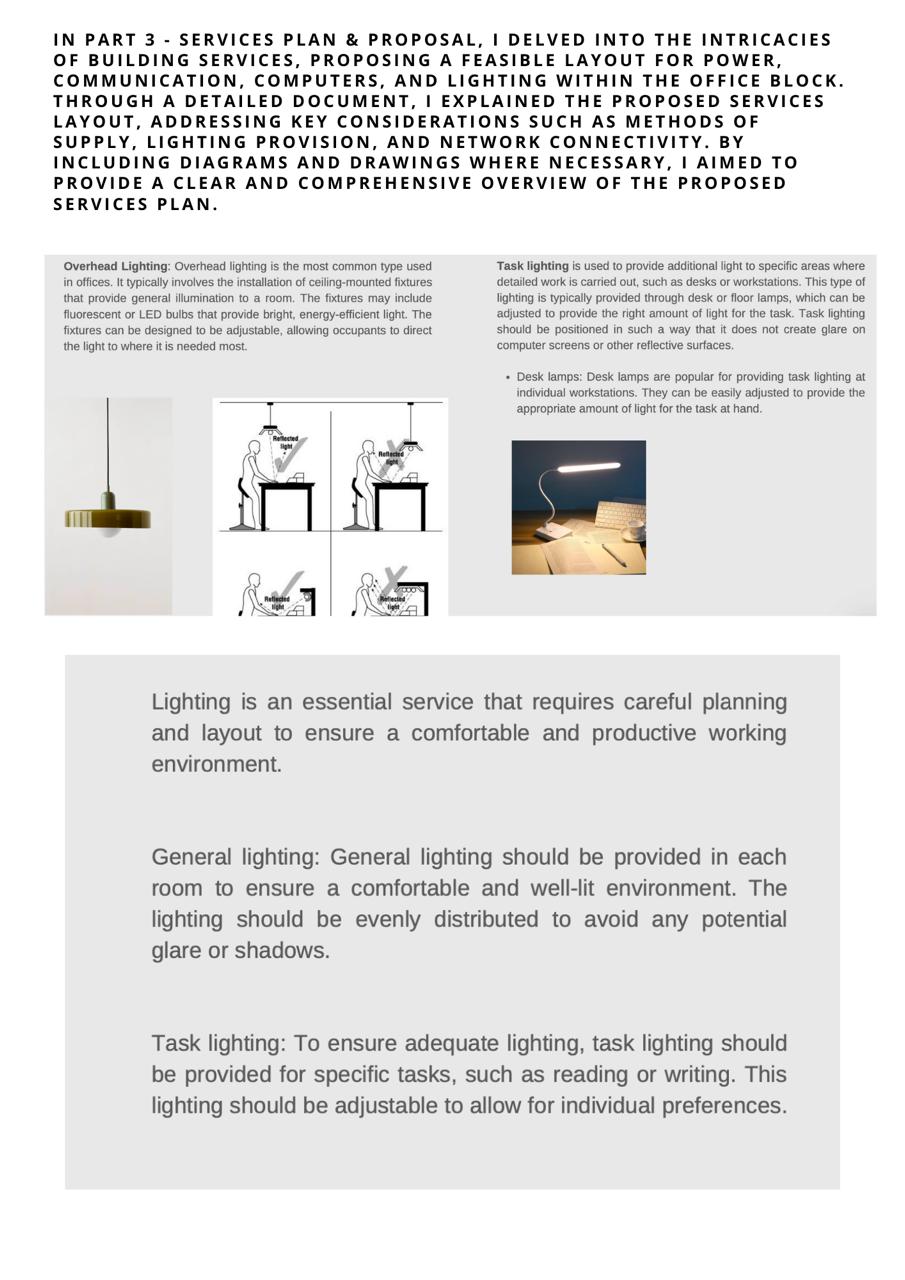 IN PART 3 - SERVICES PLAN & PROPOSAL, I DELVED INTO THE INTRICACIES
OF BUILDING SERVICES, PROPOSING A FEASIBLE LAYOUT FOR POWER,
COMMUNICATION, COMPUTERS, AND LIGHTING WITHIN THE OFFICE BLOCK.
THROUGH A DETAILED DOCUMENT, I EXPLAINED THE PROPOSED SERVICES
LAYOUT, ADDRESSING KEY CONSIDERATIONS SUCH AS METHODS OF
SUPPLY, LIGHTING PROVISION, AND NETWORK CONNECTIVITY. BY
INCLUDING DIAGRAMS AND DRAWINGS WHERE NECESSARY, I AIMED TO
PROVIDE A CLEAR AND COMPREHENSIVE OVERVIEW OF THE PROPOSED
SERVICES PLAN.
Overhead Lighting: Overhead lighting is the most common type used
in offices. It typically involves the installation of ceiling-mounted fixtures
that provide general illumination to a room. The fixtures may include
fluorescent or LED bulbs that provide bright, energy-efficient light. The
fixtures can be designed to be adjustable, allowing occupants to direct
the light to where it is needed most.
Reflected
light
Reflected
light
Reflected
light
Reflected
light
Task lighting is used to provide additional light to specific areas where
detailed work is carried out, such as desks or workstations. This type of
lighting is typically provided through desk or floor lamps, which can be
adjusted to provide the right amount of light for the task. Task lighting
should be positioned in such a way that it does not create glare on
computer screens or other reflective surfaces.
• Desk lamps: Desk lamps are popular for providing task lighting at
individual workstations. They can be easily adjusted to provide the
appropriate amount of light for the task at hand.
Lighting is an essential service that requires careful planning
and layout to ensure a comfortable and productive working
environment.
General lighting: General lighting should be provided in each
room to ensure a comfortable and well-lit environment. The
lighting should be evenly distributed to avoid any potential
glare or shadows.
Task lighting: To ensure adequate lighting, task lighting should
be provided for specific tasks, such as reading or writing. This
lighting should be adjustable to allow for individual preferences.